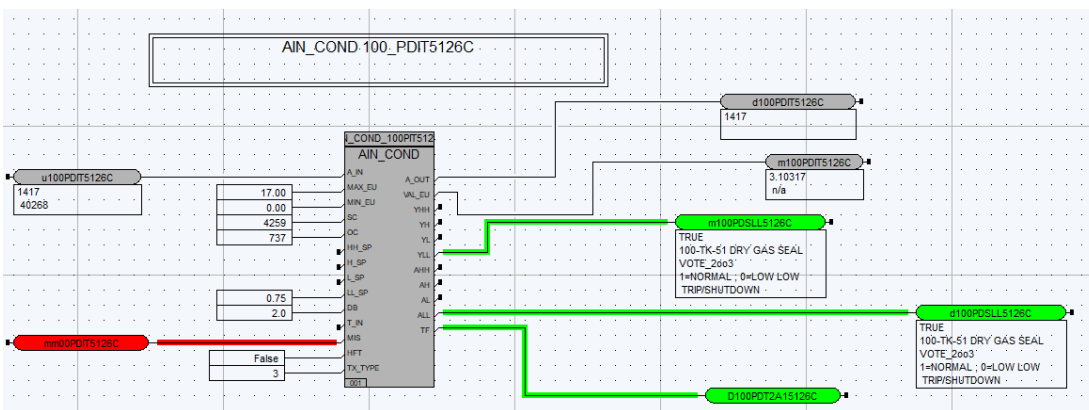 AIN_COND 100_PDIT5126C
d100PDIT5126C
1417
N_COND_100PIT512
AIN_COND
m100PDIT5126C
3.10317
n/a
u100PDIT5126C
1417
40268
A_IN
A_OUT
17.00
MAX_EU
VAL_EU
0.00
MIN_EU
YHH
4259
SC
YH
737
OC
YL
HH_SP
YLL
H_SP
AHH
L_SP
AH
LL_SP
AL
0.75
DB
ALL
2.0
T_IN
TF
MIS
HFT
False
TX_TYPE
3
001
m100PDSLL5126C
TRUE
100-TK-51 DRY GAS SEAL
VOTE_2oo3
1=NORMAL ; 0=LOW LOW
TRIP/SHUTDOWN
d100PDSLL5126C
TRUE
100-TK-51 DRY GAS SEAL
VOTE_2oo3
1=NORMAL ; 0=LOW LOW
TRIP/SHUTDOWN
mm00PDIT5126C
D100PDT2A15126C